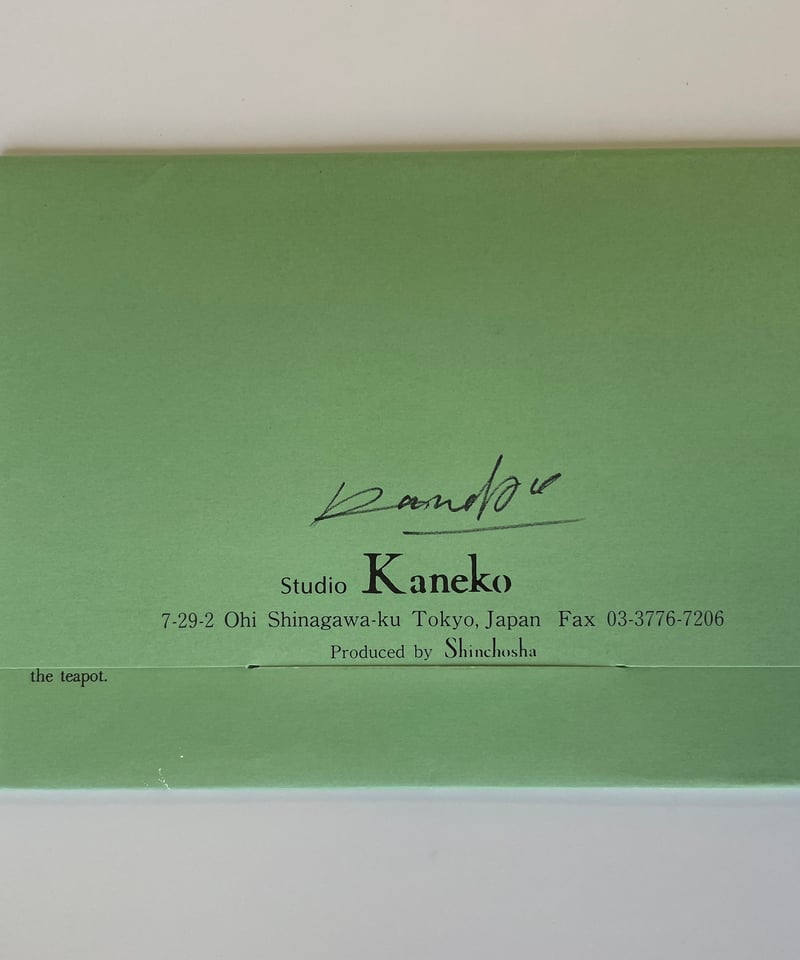 Kaneko
Studio Kaneko
7-29-2 Ohi Shinagawa-ku Tokyo, Japan Fax 03-3776-7206
Produced by Shinchosha
the teapot.